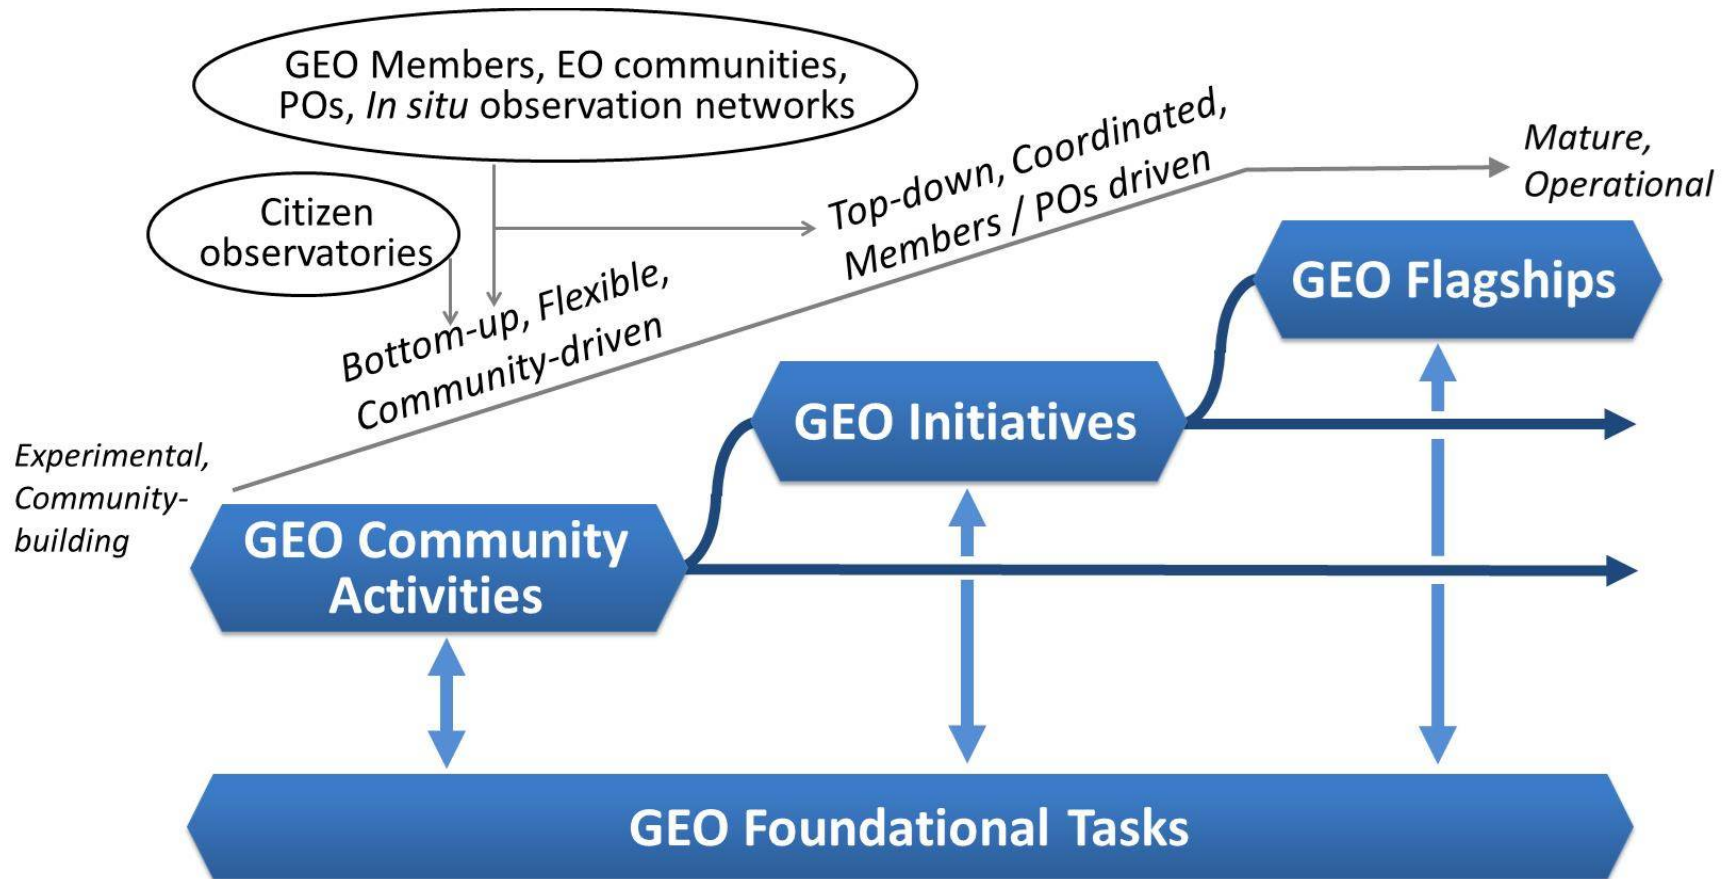 GEO Members, EO communities,
POs, In situ observation networks
Citizen
observatories
Bottom-up, Flexible,
Community-driven
Top-down, Coordinated,
Members / POs driven
Mature,
Operational
Experimental,
Community-
building
GEO Flagships
GEO Initiatives
GEO Community
Activities
GEO Foundational Tasks